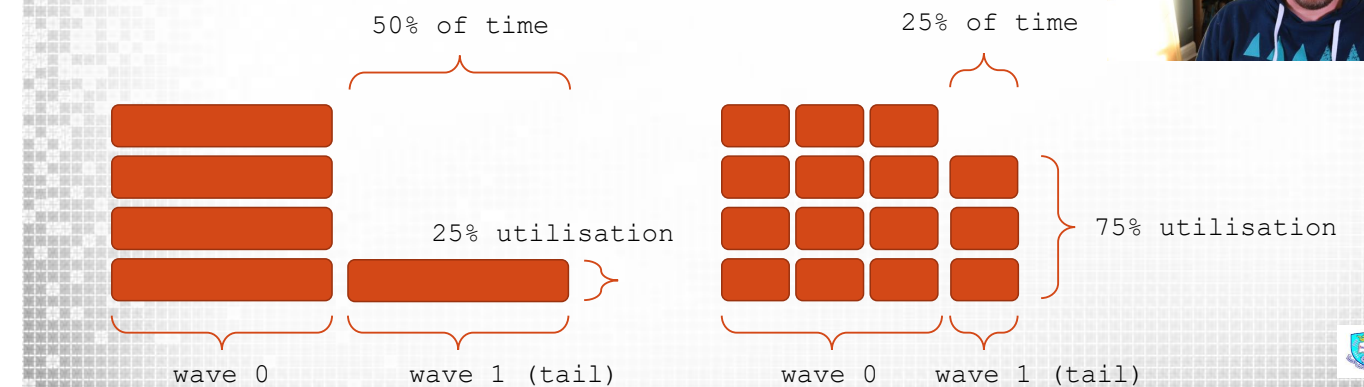 50% of time
25% of time
25% utilisation
75% utilisation
wave 0
wave 1 (tail)
wave 0
wave 1 (tail)